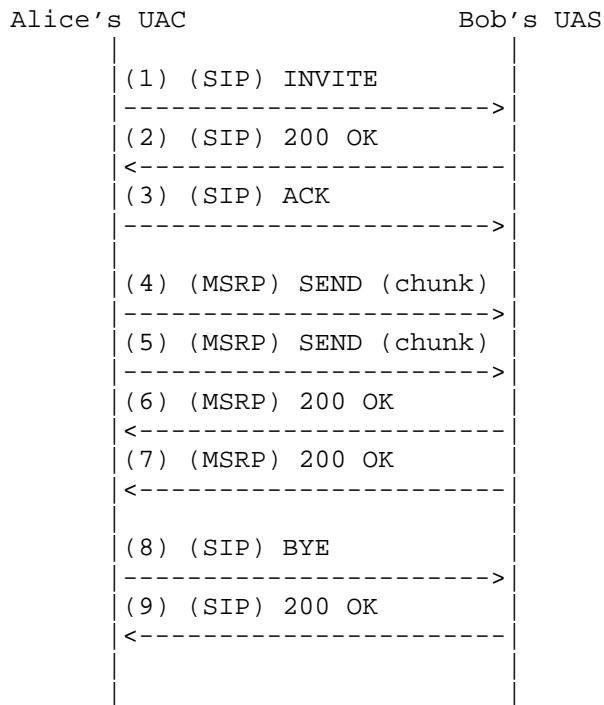 Alice's UAC Bob's UAS
| |
|(1) (SIP) INVITE |
|----------------------->|
|(2) (SIP) 200 OK |
|<-----------------------|
|(3) (SIP) ACK |
|----------------------->|
| |
|(4) (MSRP) SEND (chunk) |
|----------------------->|
|(5) (MSRP) SEND (chunk) |
|----------------------->|
|(6) (MSRP) 200 OK |
|<-----------------------|
|(7) (MSRP) 200 OK |
|<-----------------------|
| |
|(8) (SIP) BYE |
|----------------------->|
|(9) (SIP) 200 OK |
|<-----------------------|
| |
| |